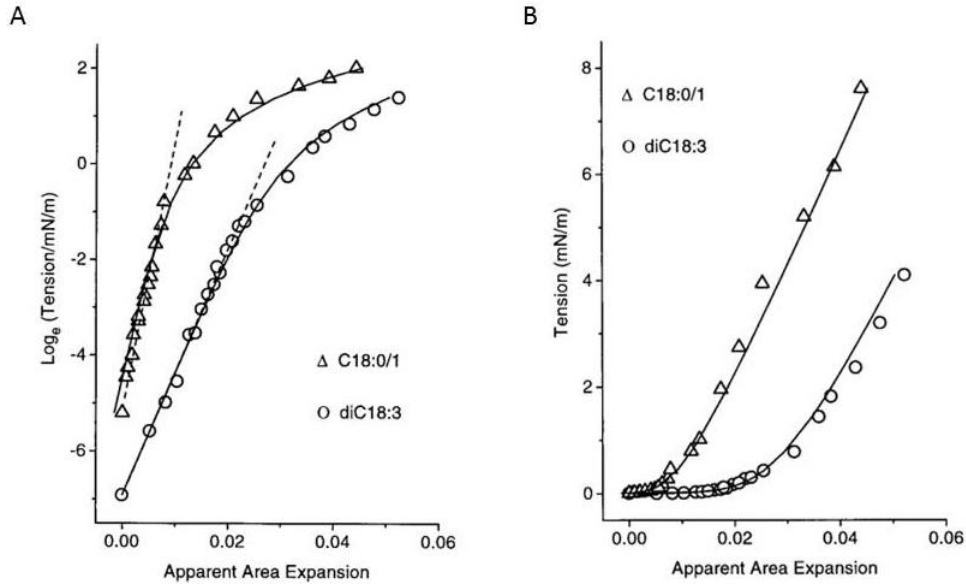 A
Log_e (Tension/mN/m)
2
0
-2
-4
-6
Δ C18:0/1
O diC18:3
0.00 0.02 0.04 0.06
Apparent Area Expansion
B
Tension (mN/m)
8
6
4
2
0
Δ C18:0/1
O diC18:3
0.00 0.02 0.04 0.06
Apparent Area Expansion